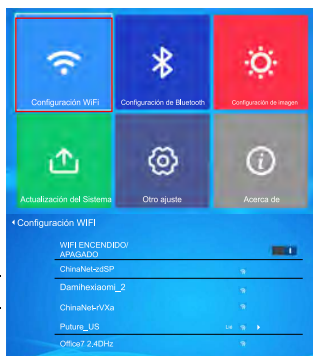 Configuración WiFi
Configuración de Bluetooth
Configuración de imagen
Actualización del Sistema
Otro ajuste
Acerca de
Configuración WIFI
WIFI ENCENDIDO/
APAGADO
ChinaNet-zdSP
Damihexiaomi_2
ChinaNet-rVXa
Puture_US
Office7 2,4DHz